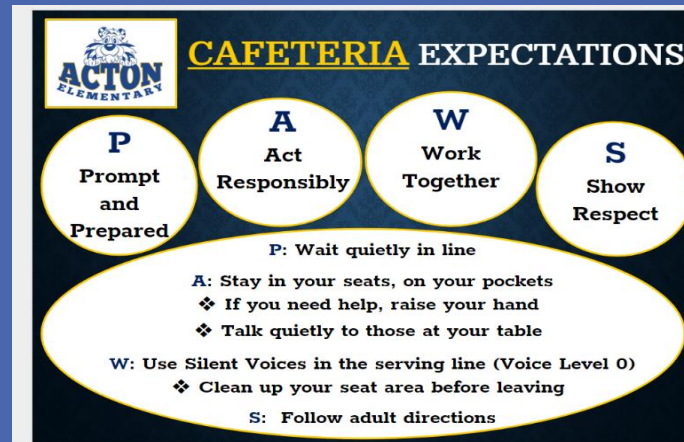 ACTON
ELEMENTARY
CAFETERIA EXPECTATIONS
P
Prompt
and
Prepared
A
Act
Responsibly
W
Work
Together
S
Show
Respect
P: Wait quietly in line
A: Stay in your seats, on your pockets
❖ If you need help, raise your hand
❖ Talk quietly to those at your table
W: Use Silent Voices in the serving line (Voice Level 0)
❖ Clean up your seat area before leaving
S: Follow adult directions